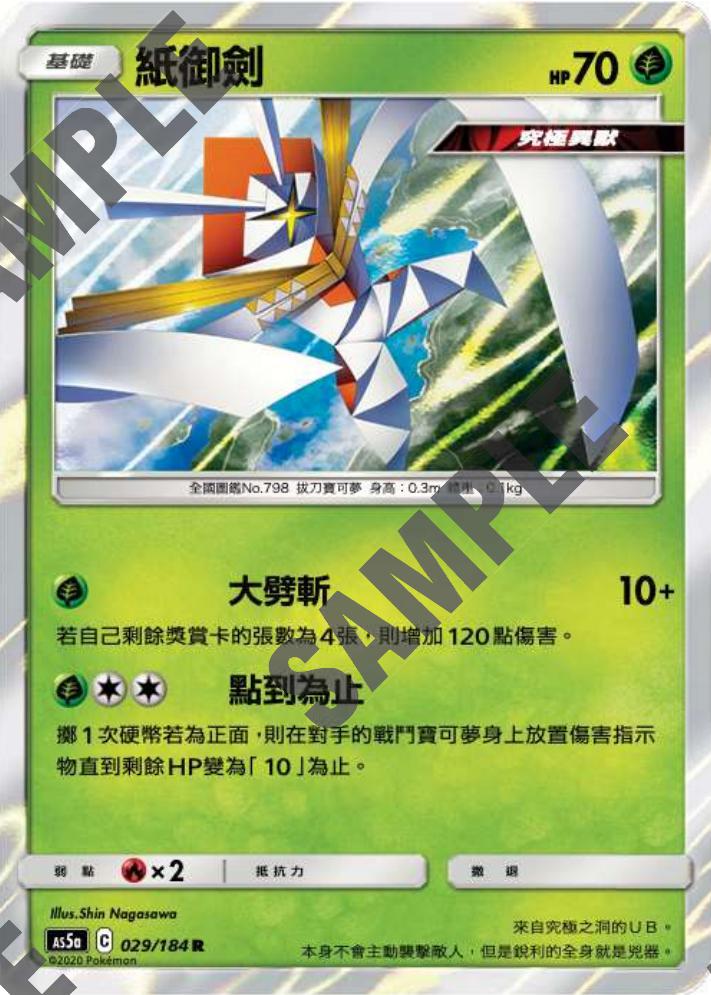 基礎
紙御劍
HP70
究極異獸
全國圖鑑No.798 拔刀寶可夢 身高：0.3m 體重：0.1kg
大劈斬 10+
若自己剩餘獎賞卡的張數為4張，則增加120點傷害。
點到為止
擲1次硬幣若為正面，則在對手的戰鬥寶可夢身上放置傷害指示
物直到剩餘HP變為「10」為止。
弱點 ×2 抵抗力 撤退
Illus.Shin Nagasawa
AS5a C 029/184 R
©2020 Pokémon
來自究極之洞的UB。
本身不會主動襲擊敵人，但是銳利的全身就是兇器。
SAMPLE
SAMPLE